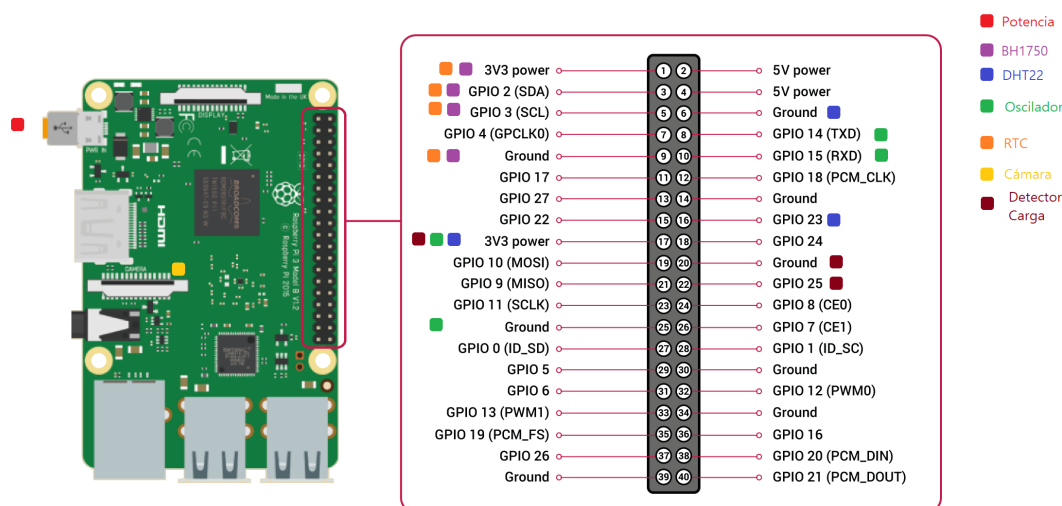 Potencia
BH1750
DHT22
Oscilador
RTC
Cámara
Detector
Carga
Made in the UK
DISPLAY
PWR IN
HDMI
CAMERA
BROADCOM
Raspberry Pi 3 Model B V1.2
© Raspberry Pi 2015
FC CE
3V3 power 1 2 5V power
GPIO 2 (SDA) 3 4 5V power
GPIO 3 (SCL) 5 6 Ground
GPIO 4 (GPCLK0) 7 8 GPIO 14 (TXD)
Ground 9 10 GPIO 15 (RXD)
GPIO 17 11 12 GPIO 18 (PCM_CLK)
GPIO 27 13 14 Ground
GPIO 22 15 16 GPIO 23
3V3 power 17 18 GPIO 24
GPIO 10 (MOSI) 19 20 Ground
GPIO 9 (MISO) 21 22 GPIO 25
GPIO 11 (SCLK) 23 24 GPIO 8 (CE0)
Ground 25 26 GPIO 7 (CE1)
GPIO 0 (ID_SD) 27 28 GPIO 1 (ID_SC)
GPIO 5 29 30 Ground
GPIO 6 31 32 GPIO 12 (PWM0)
GPIO 13 (PWM1) 33 34 Ground
GPIO 19 (PCM_FS) 35 36 GPIO 16
GPIO 26 37 38 GPIO 20 (PCM_DIN)
Ground 39 40 GPIO 21 (PCM_DOUT)